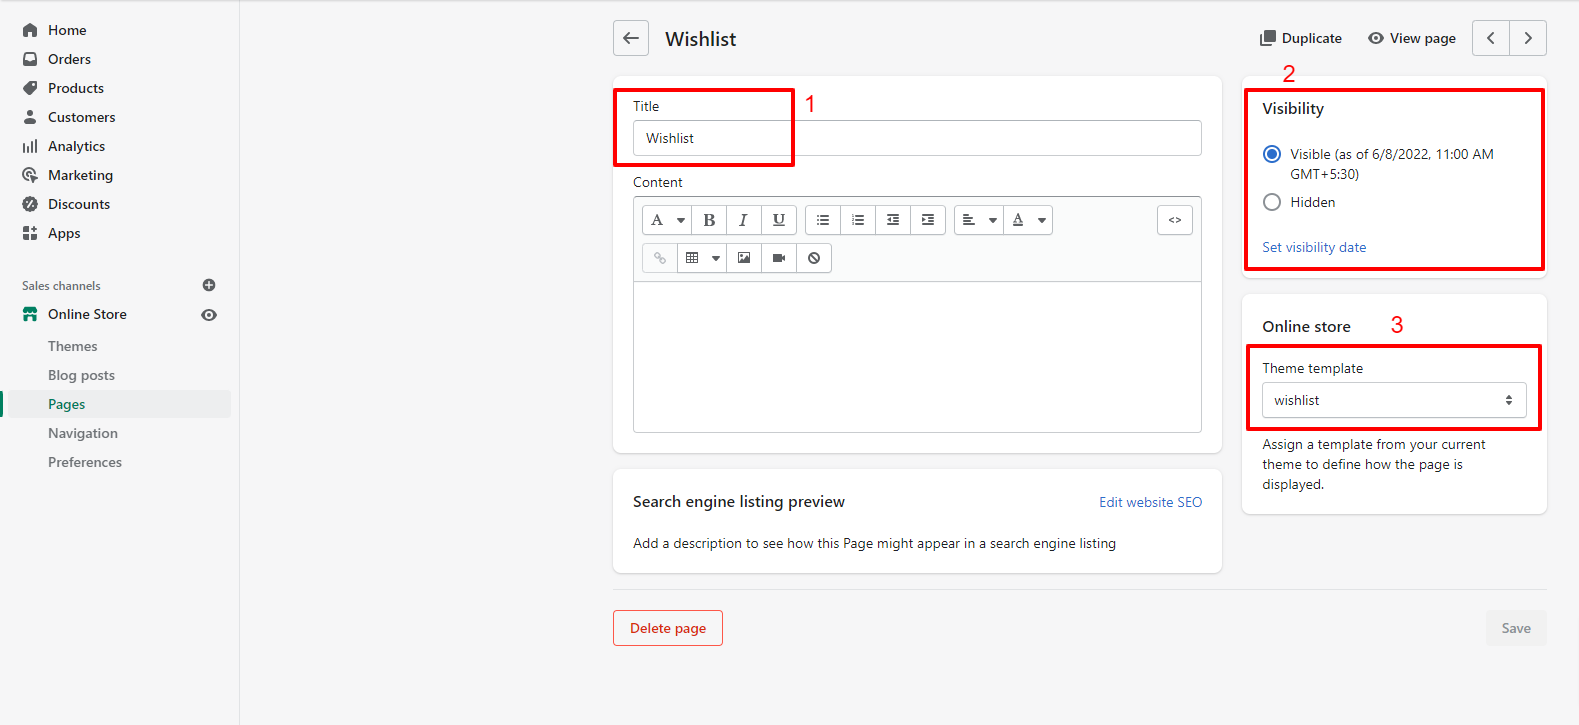 Home
Orders
Products
Customers
Analytics
Marketing
Discounts
Apps
Sales channels
Online Store
Themes
Blog posts
Pages
Navigation
Preferences
Wishlist
Duplicate
View page
Title
1
Wishlist
Content
A
B
I
U
A
<>
Search engine listing preview
Edit website SEO
Add a description to see how this Page might appear in a search engine listing
Delete page
2
Visibility
Visible (as of 6/8/2022, 11:00 AM
GMT+5:30)
Hidden
Set visibility date
Online store
3
Theme template
wishlist
Assign a template from your current
theme to define how the page is
displayed.
Save